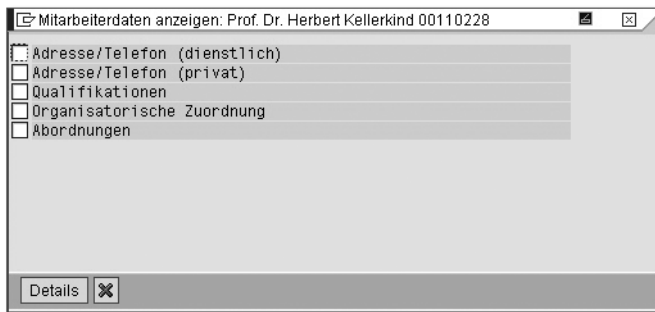 Mitarbeiterdaten anzeigen: Prof. Dr. Herbert Kellerkind 00110228
Adresse/Telefon (dienstlich)
Adresse/Telefon (privat)
Qualifikationen
Organisatorische Zuordnung
Abordnungen
Details